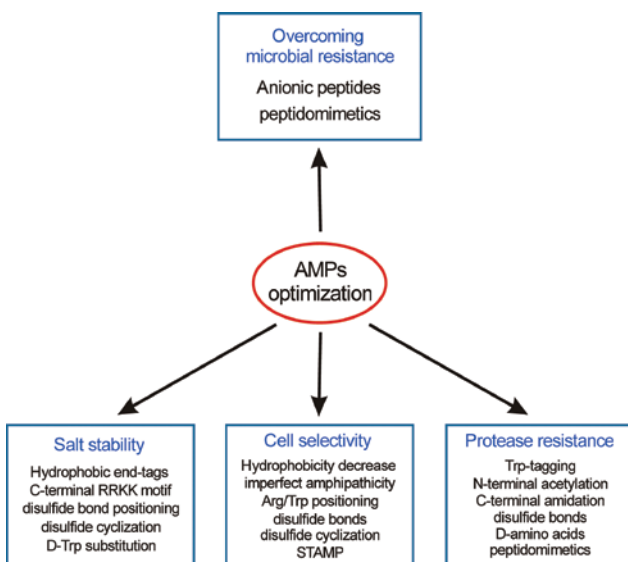 Overcoming
microbial resistance
Anionic peptides
peptidomimetics
AMPs
optimization
Salt stability
Hydrophobic end-tags
C-terminal RRKK motif
disulfide bond positioning
disulfide cyclization
D-Trp substitution
Cell selectivity
Hydrophobicity decrease
imperfect amphipathicity
Arg/Trp positioning
disulfide bonds
disulfide cyclization
STAMP
Protease resistance
Trp-tagging
N-terminal acetylation
C-terminal amidation
disulfide bonds
D-amino acids
peptidomimetics